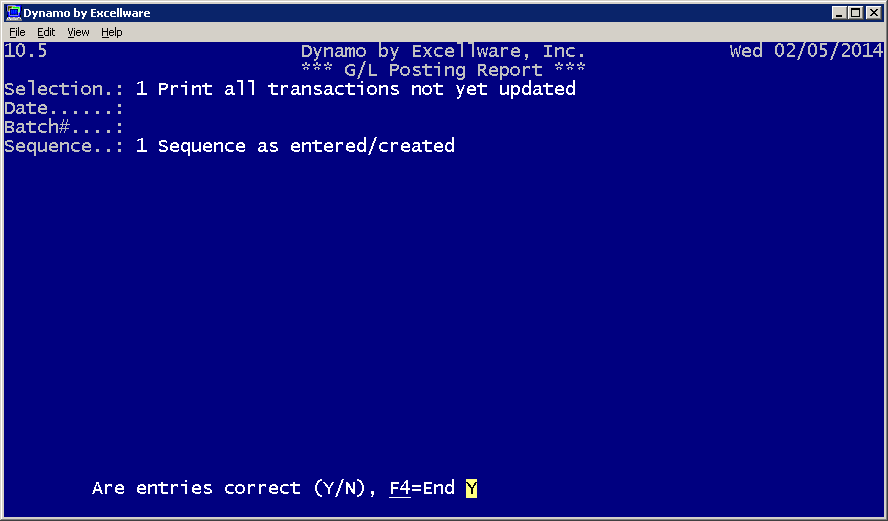 Dynamo by Excellware
File Edit View Help
10.5 Dynamo by Excellware, Inc. Wed 02/05/2014
*** G/L Posting Report ***
Selection.: 1 Print all transactions not yet updated
Date......:
Batch#....:
Sequence..: 1 Sequence as entered/created
Are entries correct (Y/N), F4=End Y